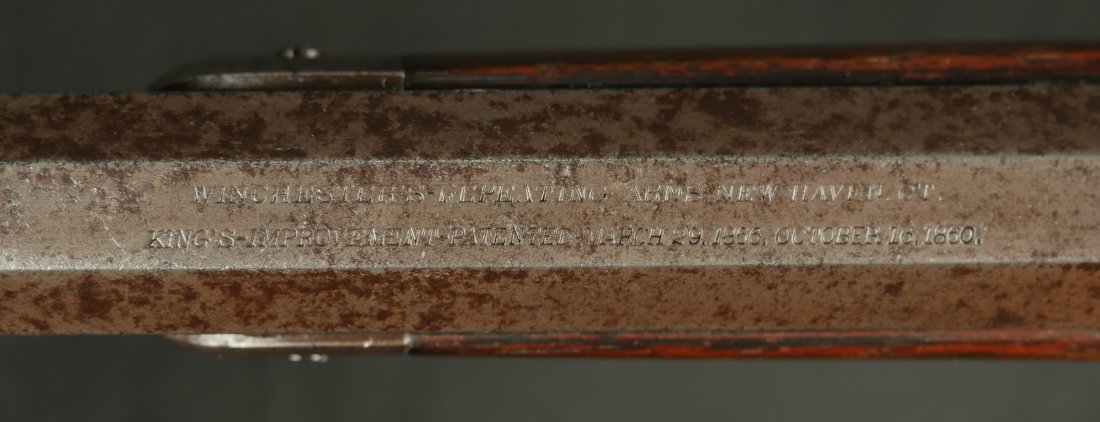 WINCHESTER'S-REPEATING ARMS.NEW HAVEN.CT.
KING'S-IMPROVEMENT-PATENTED-MARCH 29,1866. OCTOBER 16,1860.